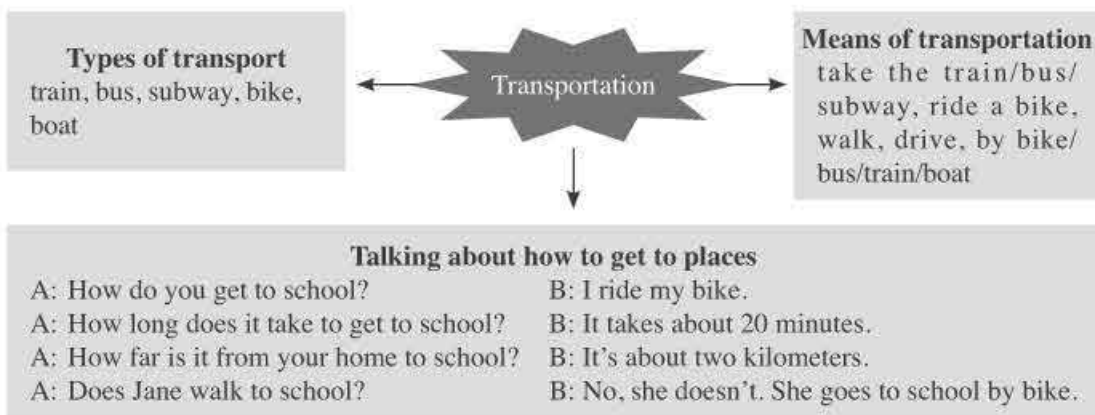 Types of transport
train, bus, subway, bike,
boat
Transportation
Means of transportation
take the train/bus/
subway, ride a bike,
walk, drive, by bike/
bus/train/boat
Talking about how to get to places
A: How do you get to school? B: I ride my bike.
A: How long does it take to get to school? B: It takes about 20 minutes.
A: How far is it from your home to school? B: It's about two kilometers.
A: Does Jane walk to school? B: No, she doesn't. She goes to school by bike.